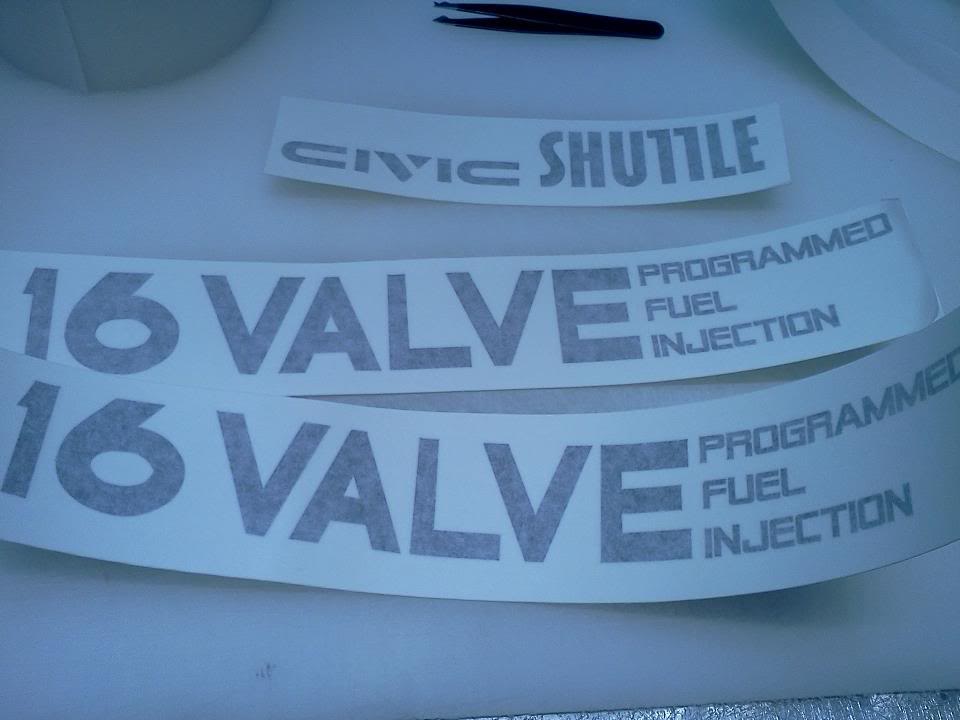 CIVIC SHUTTLE
16 VALVE PROGRAMMED
FUEL
INJECTION
16 VALVE PROGRAMMED
FUEL
INJECTION